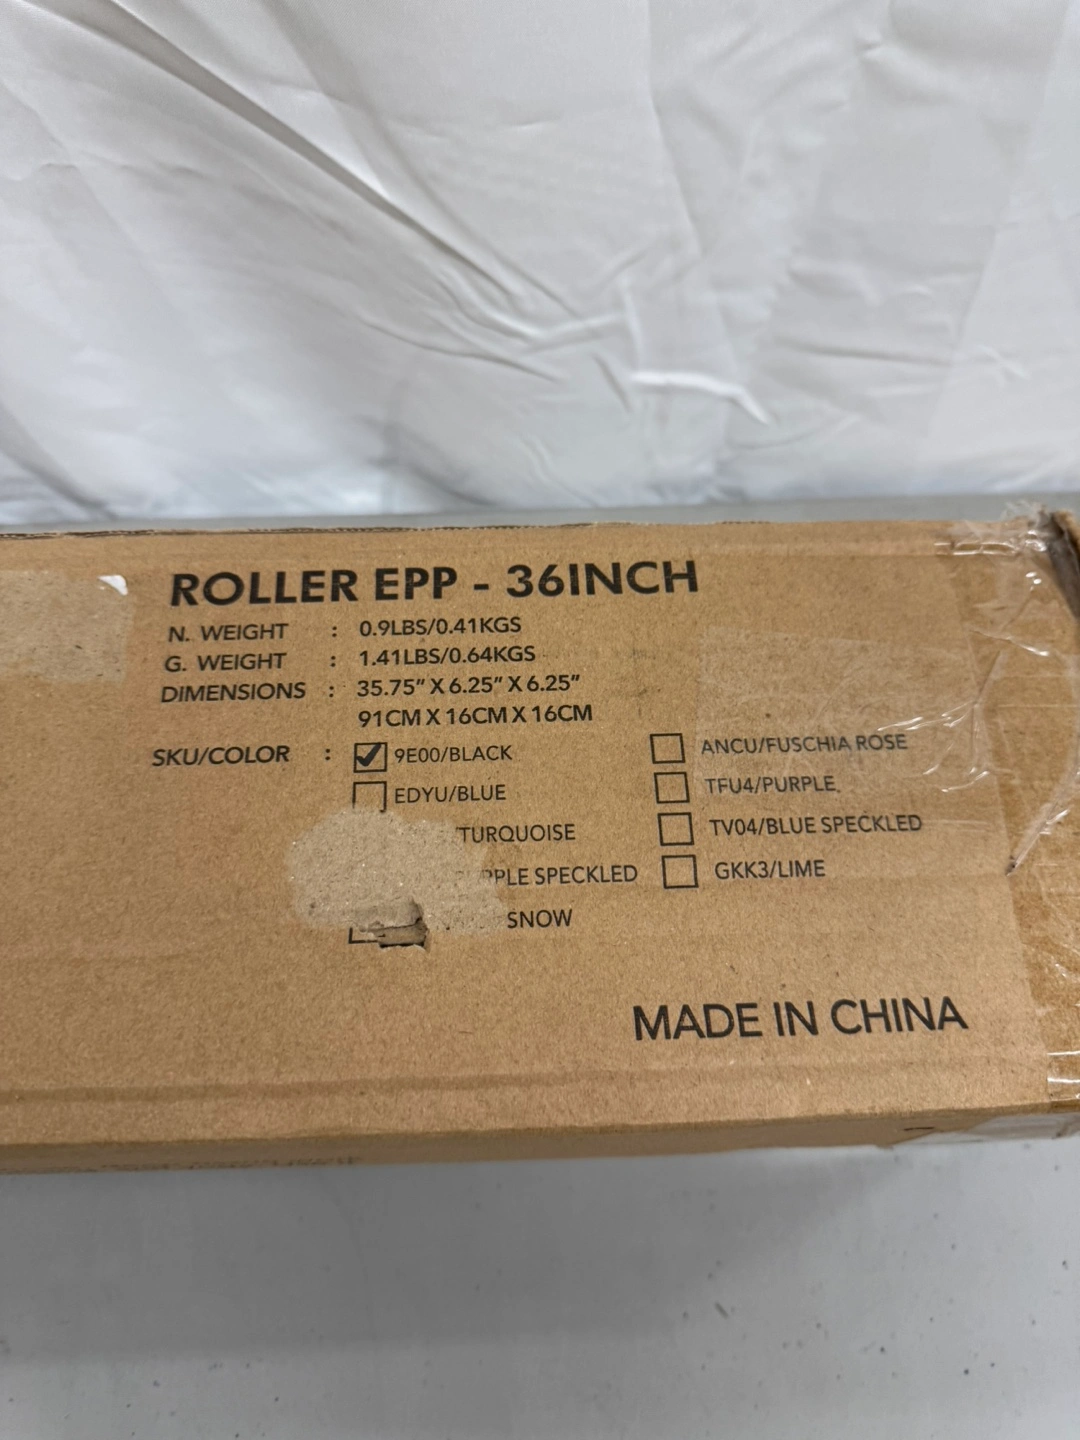 ROLLER EPP - 36INCH
N. WEIGHT : 0.9LBS/0.41KGS
G. WEIGHT : 1.41LBS/0.64KGS
DIMENSIONS : 35.75” X 6.25” X 6.25”
91CM X 16CM X 16CM
SKU/COLOR : 9E00/BLACK ANCU/FUSCHIA ROSE
EDYU/BLUE TFU4/PURPLE
TURQUOISE TV04/BLUE SPECKLED
SPECKLED GKK3/LIME
SNOW
MADE IN CHINA